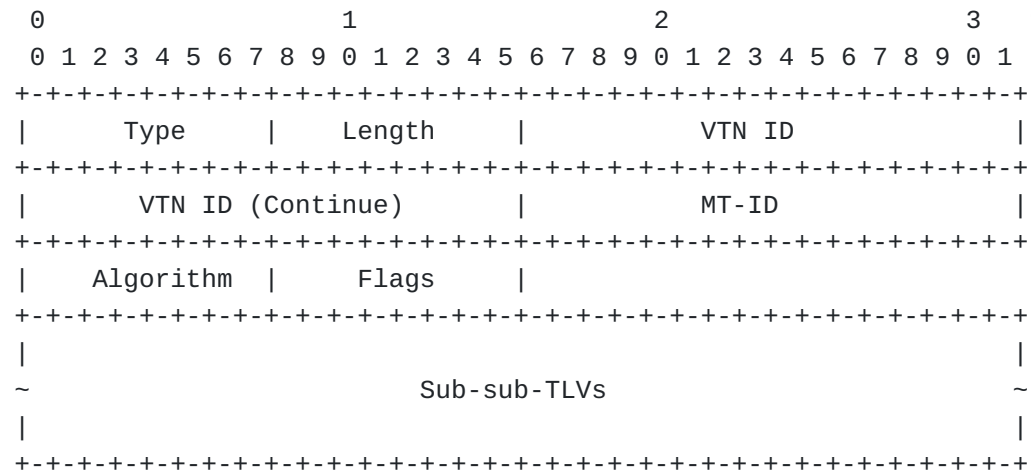 0                   1                   2                   3
 0 1 2 3 4 5 6 7 8 9 0 1 2 3 4 5 6 7 8 9 0 1 2 3 4 5 6 7 8 9 0 1
+-+-+-+-+-+-+-+-+-+-+-+-+-+-+-+-+-+-+-+-+-+-+-+-+-+-+-+-+-+-+-+-+
|      Type     |    Length     |           VTN ID              |
+-+-+-+-+-+-+-+-+-+-+-+-+-+-+-+-+-+-+-+-+-+-+-+-+-+-+-+-+-+-+-+-+
|       VTN ID (Continue)       |           MT-ID               |
+-+-+-+-+-+-+-+-+-+-+-+-+-+-+-+-+-+-+-+-+-+-+-+-+-+-+-+-+-+-+-+-+
|    Algorithm  |     Flags     |
+-+-+-+-+-+-+-+-+-+-+-+-+-+-+-+-+-+-+-+-+-+-+-+-+-+-+-+-+-+-+-+-+
|                                                               |
~                         Sub-sub-TLVs                          ~
|                                                               |
+-+-+-+-+-+-+-+-+-+-+-+-+-+-+-+-+-+-+-+-+-+-+-+-+-+-+-+-+-+-+-+-+